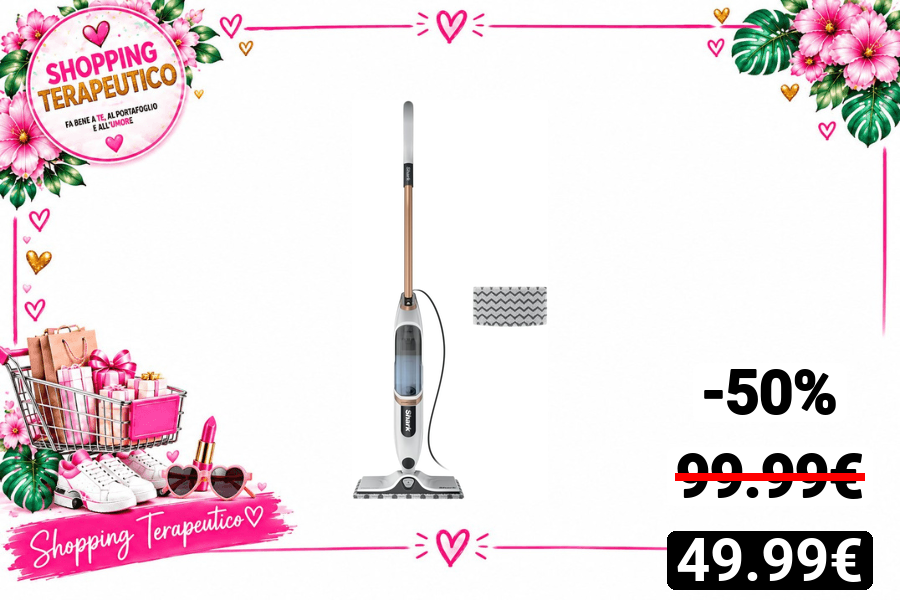 SHOPPING
TERAPEUTICO
FA BENE A TE, AL PORTAFOGLIO
E ALL'UMORE
Shark
-50%
99.99€
Shopping Terapeutico
49.99€